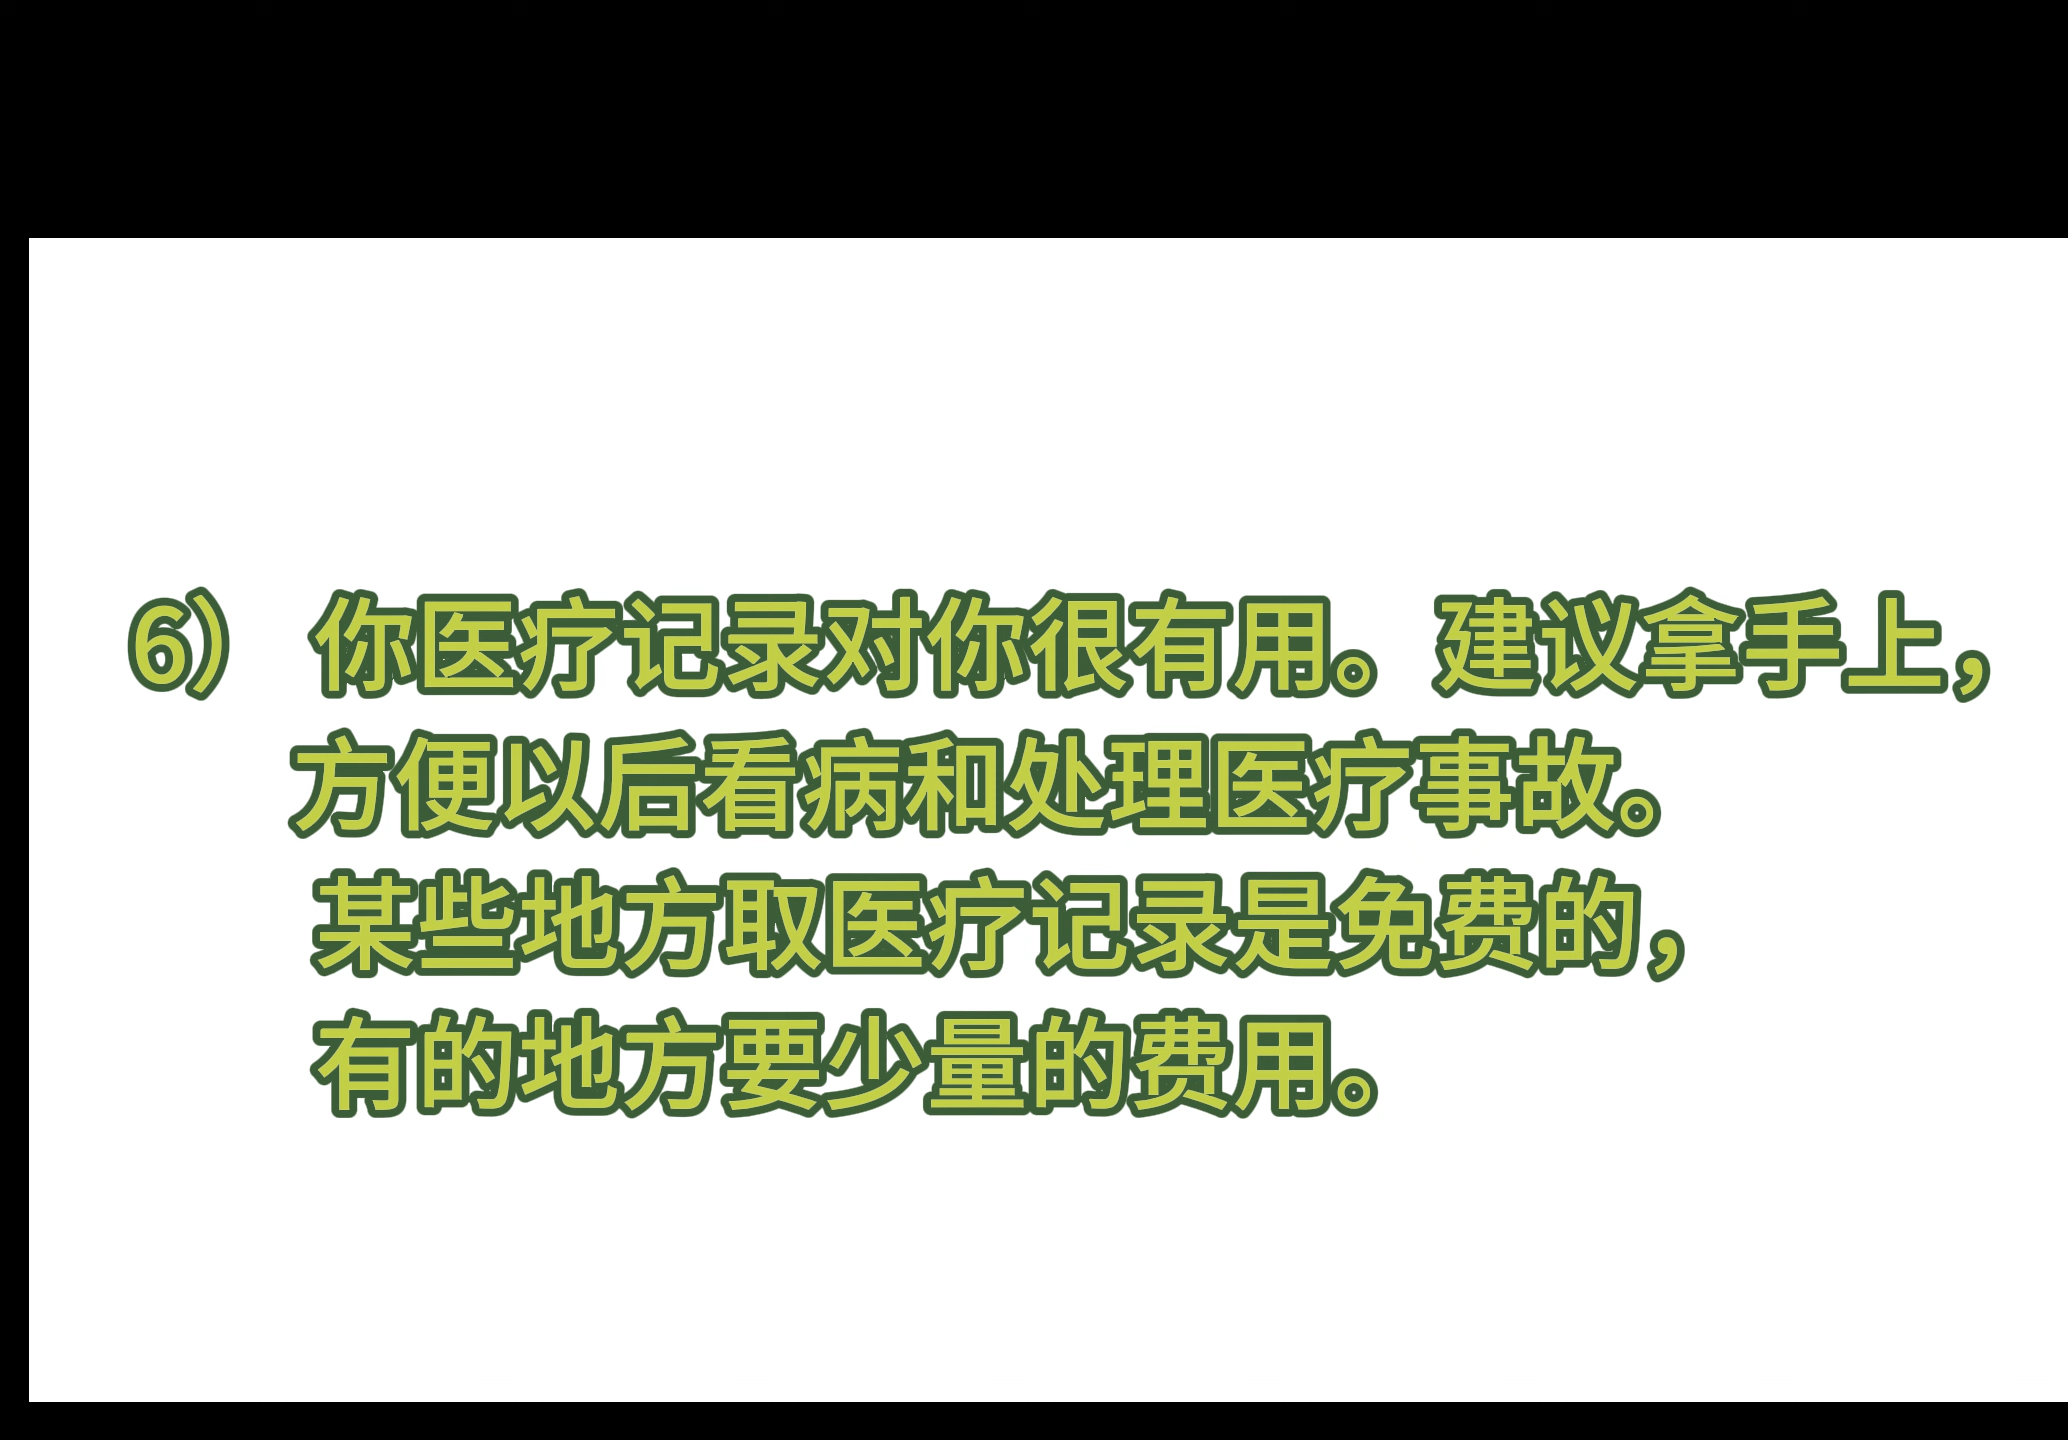 6） 你医疗记录对你很有用。建议拿手上，
方便以后看病和处理医疗事故。
某些地方取医疗记录是免费的，
有的地方要少量的费用。